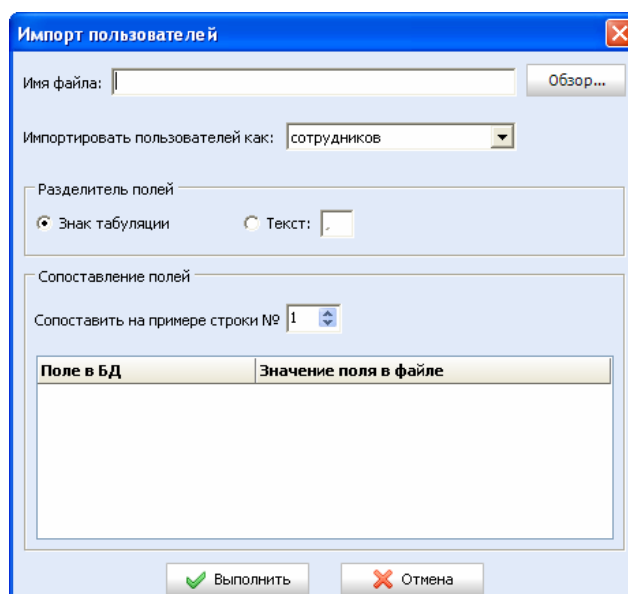 Импорт пользователей
Имя файла: Обзор...
Импортировать пользователей как: сотрудников
Разделитель полей
Знак табуляции Текст: ,
Сопоставление полей
Сопоставить на примере строки № 1
Поле в БД Значение поля в файле
Выполнить Отмена